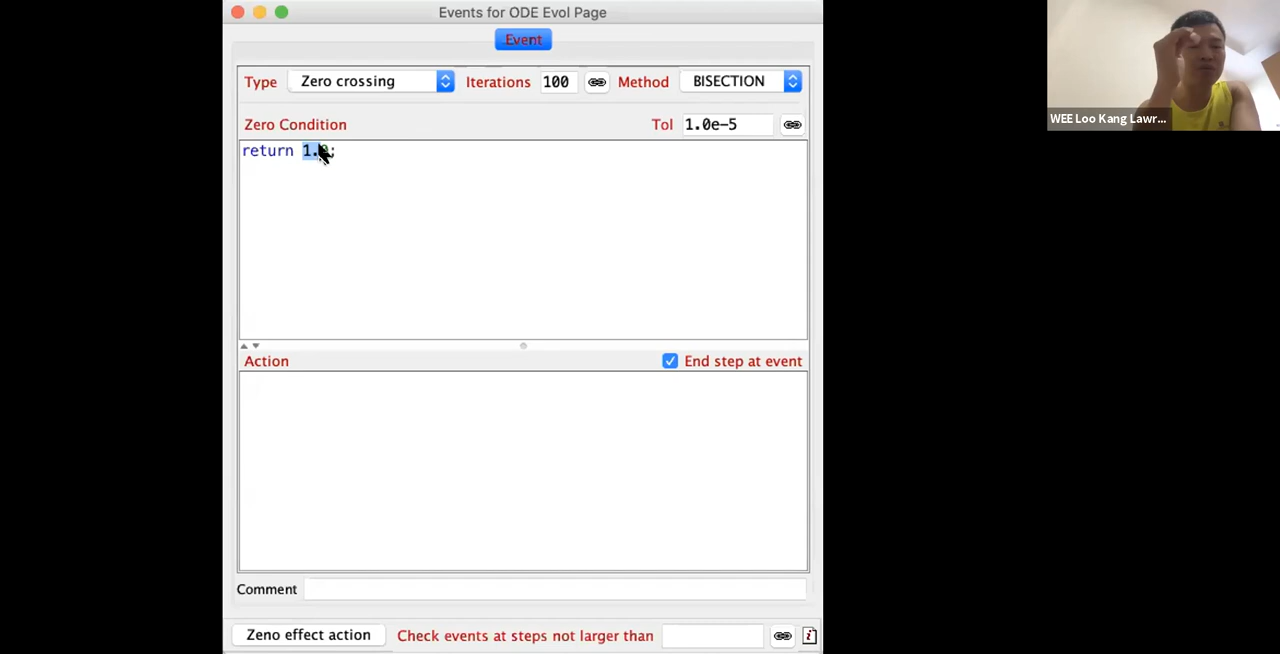 Events for ODE Evol Page
Event
Type Zero crossing Iterations 100 Method BISECTION
Zero Condition Tol 1.0e-5
return 1.0;
Action End step at event
Comment
Zeno effect action Check events at steps not larger than
WEE Loo Kang Lawr...